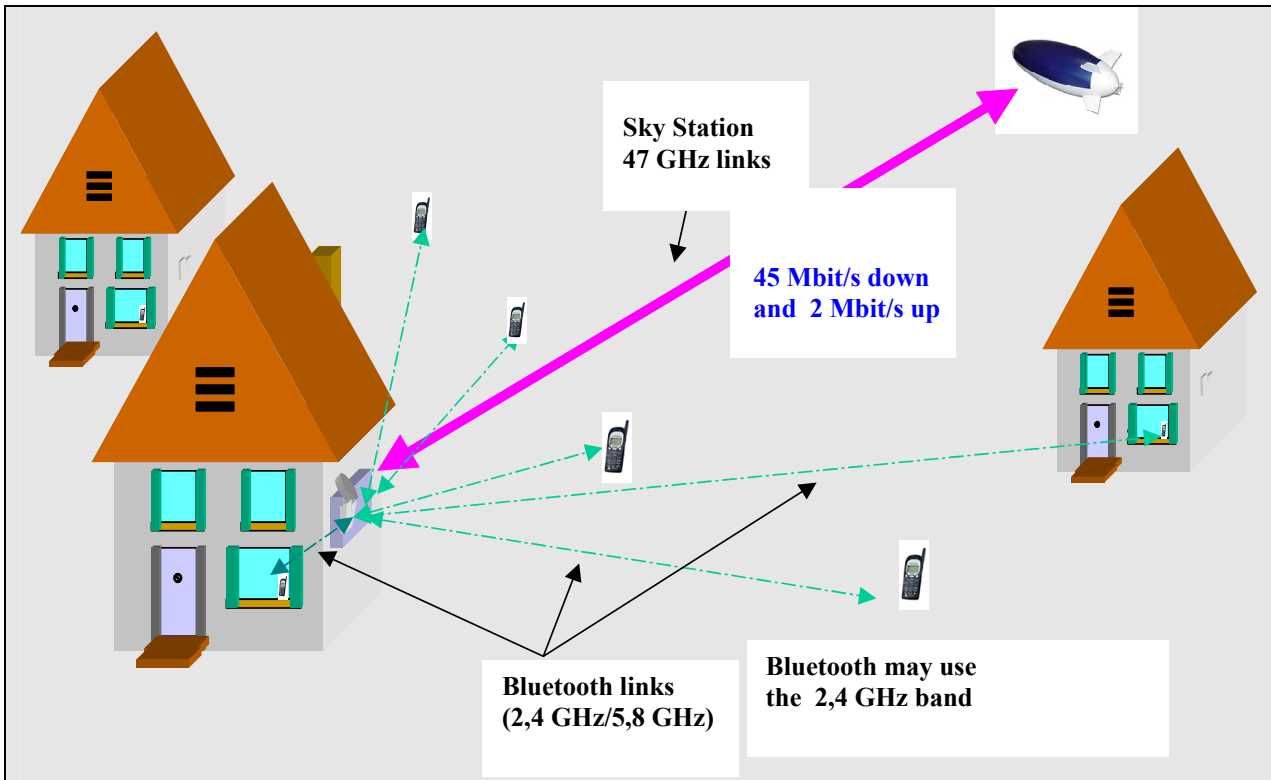 Sky Station
47 GHz links
45 Mbit/s down
and 2 Mbit/s up
Bluetooth links
(2,4 GHz/5,8 GHz)
Bluetooth may use
the 2,4 GHz band